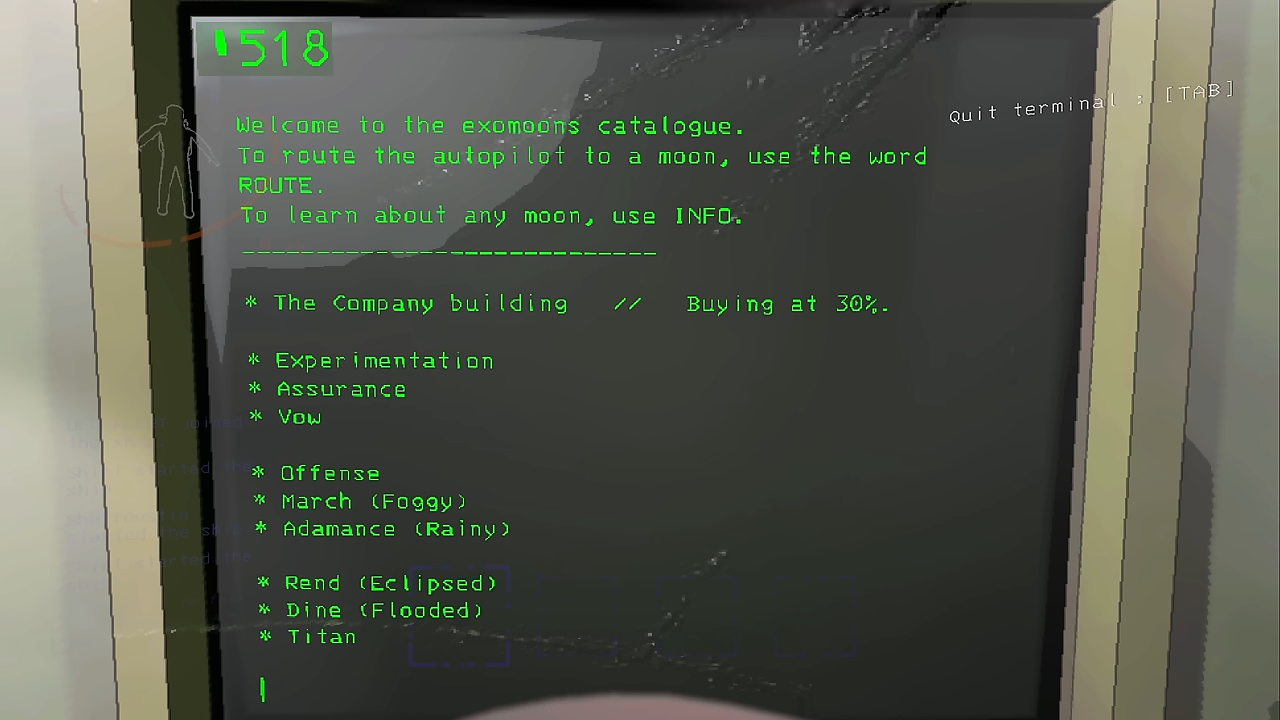 518
Quit terminal : [TAB]
Welcome to the exomoons catalogue.
To route the autopilot to a moon, use the word
ROUTE.
To learn about any moon, use INFO.
* The Company building // Buying at 30%.
* Experimentation
* Assurance
* Vow
* Offense
* March (Foggy)
* Adamance (Rainy)
* Rend (Eclipsed)
* Dine (Flooded)
* Titan